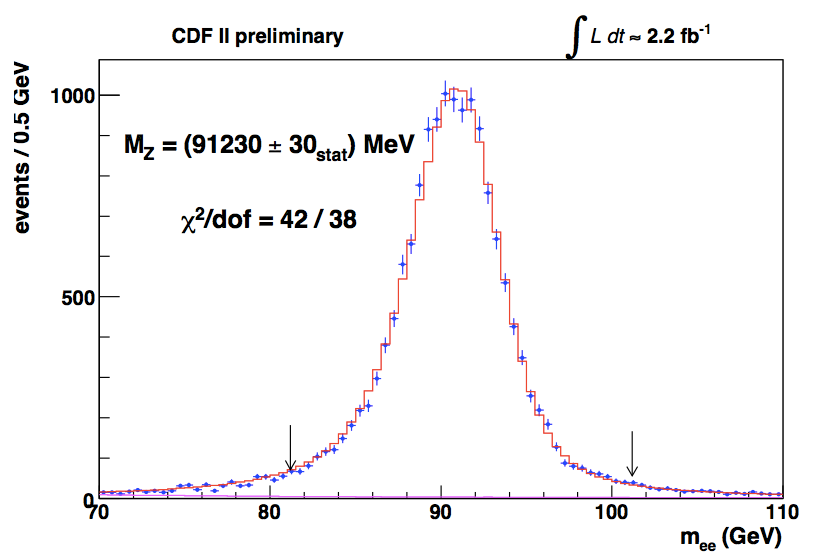 CDF II preliminary
∫ L dt ≈ 2.2 fb⁻¹
events / 0.5 GeV
1000
M_Z = (91230 ± 30_stat) MeV
χ²/dof = 42 / 38
500
0
70 80 90 100 110
m_ee (GeV)